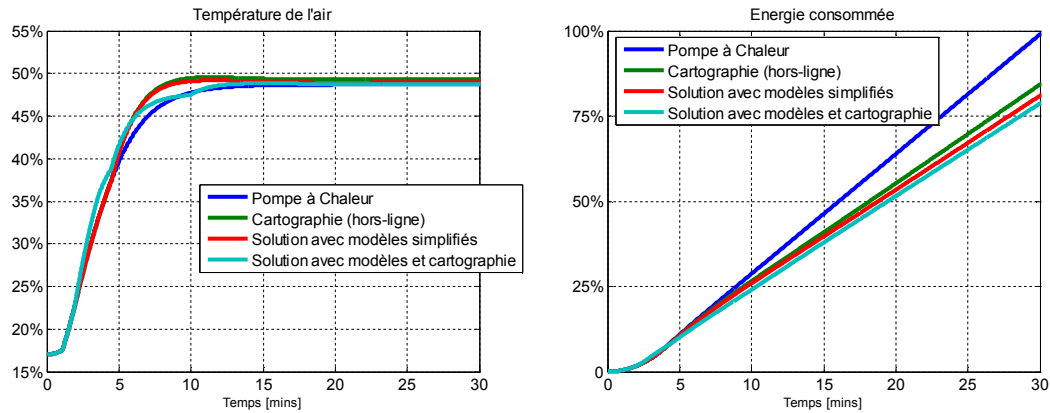 Température de l'air
55%
50%
45%
40%
35%
30%
25%
20%
15%
0
5
10
15
20
25
30
Temps [mins]
Pompe à Chaleur
Cartographie (hors-ligne)
Solution avec modèles simplifiés
Solution avec modèles et cartographie
Energie consommée
100%
75%
50%
25%
0
0
5
10
15
20
25
30
Temps [mins]
Pompe à Chaleur
Cartographie (hors-ligne)
Solution avec modèles simplifiés
Solution avec modèles et cartographie